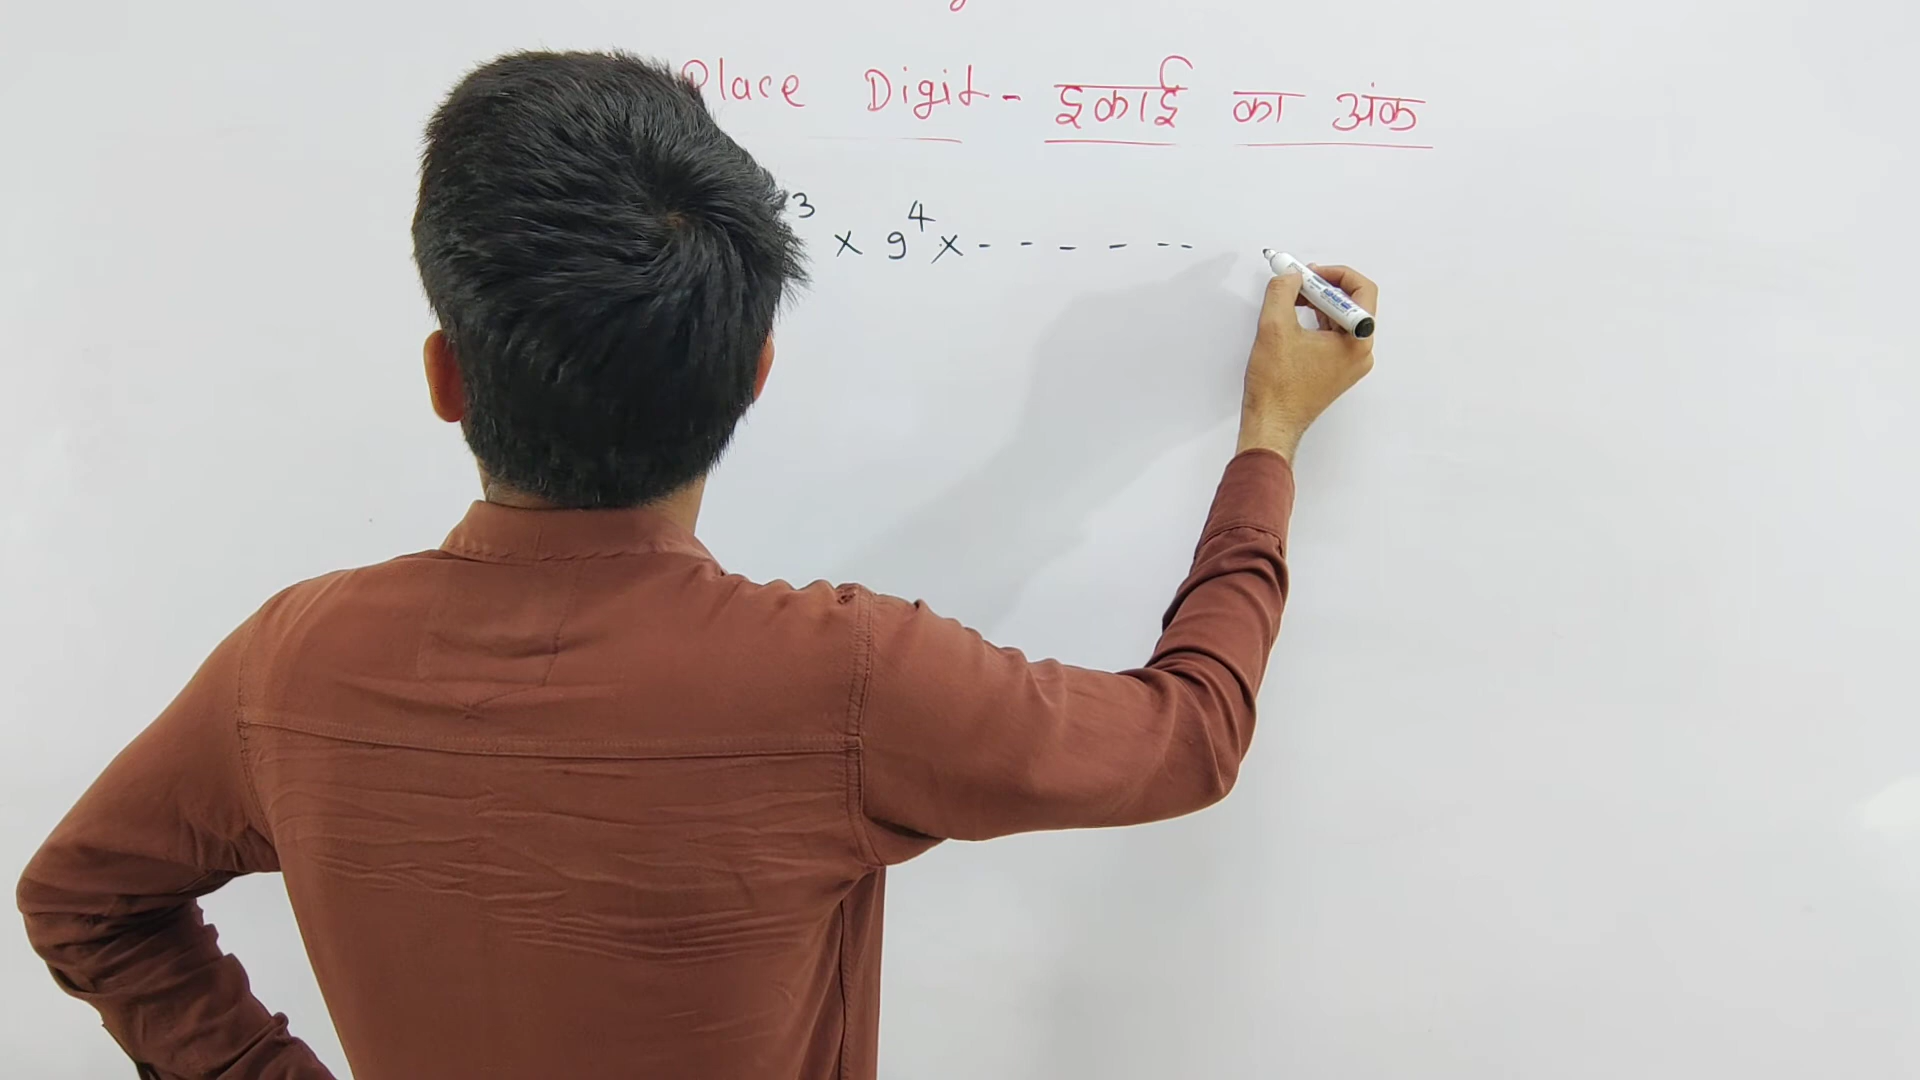 Place Digit - इकाई का अंक
3 × 9⁴ × - - - - - -